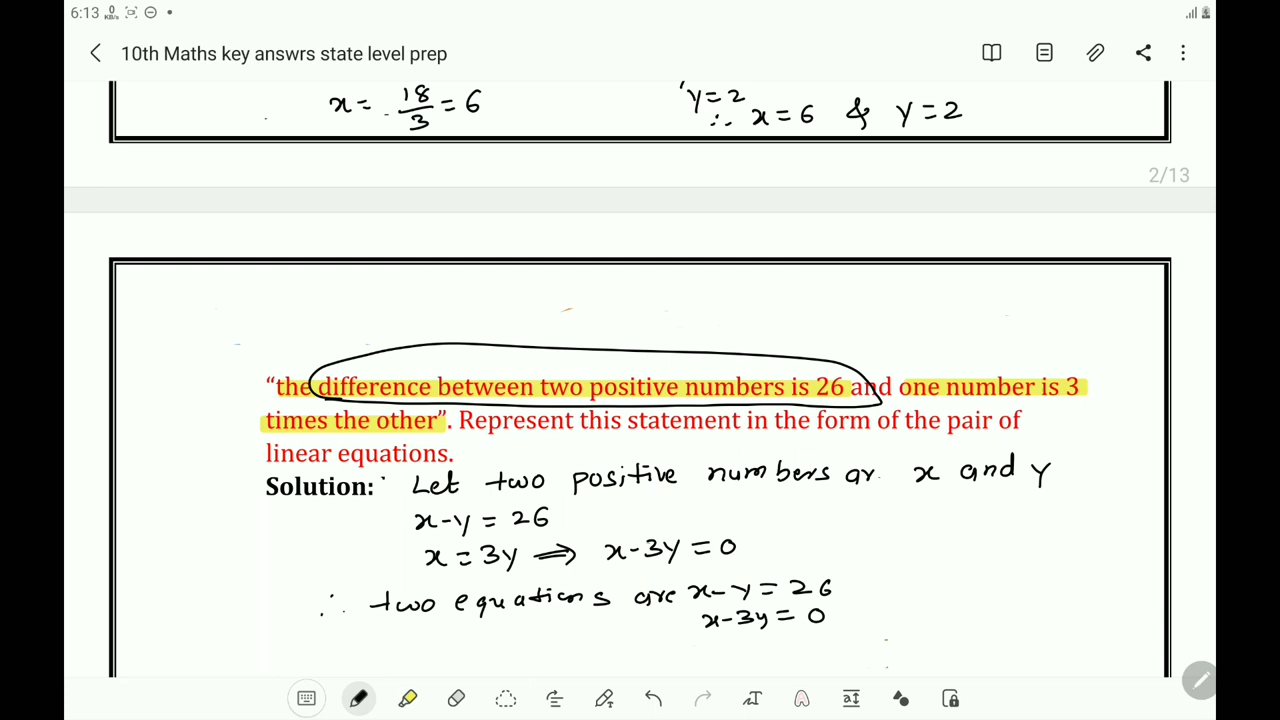 6:13 0 KB/s
10th Maths key answrs state level prep
x = 18/3 = 6
y = 2
∴ x = 6 & y = 2
2/13
“the difference between two positive numbers is 26 and one number is 3
times the other”. Represent this statement in the form of the pair of
linear equations.
Solution: Let two positive numbers ar x and y
x - y = 26
x = 3y ⟹ x - 3y = 0
∴ two equations are x - y = 26
x - 3y = 0